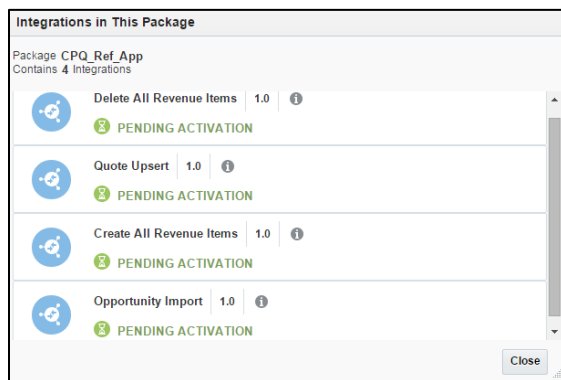 Integrations in This Package
Package CPQ_Ref_App
Contains 4 Integrations
Delete All Revenue Items 1.0
PENDING ACTIVATION
Quote Upsert 1.0
PENDING ACTIVATION
Create All Revenue Items 1.0
PENDING ACTIVATION
Opportunity Import 1.0
PENDING ACTIVATION
Close